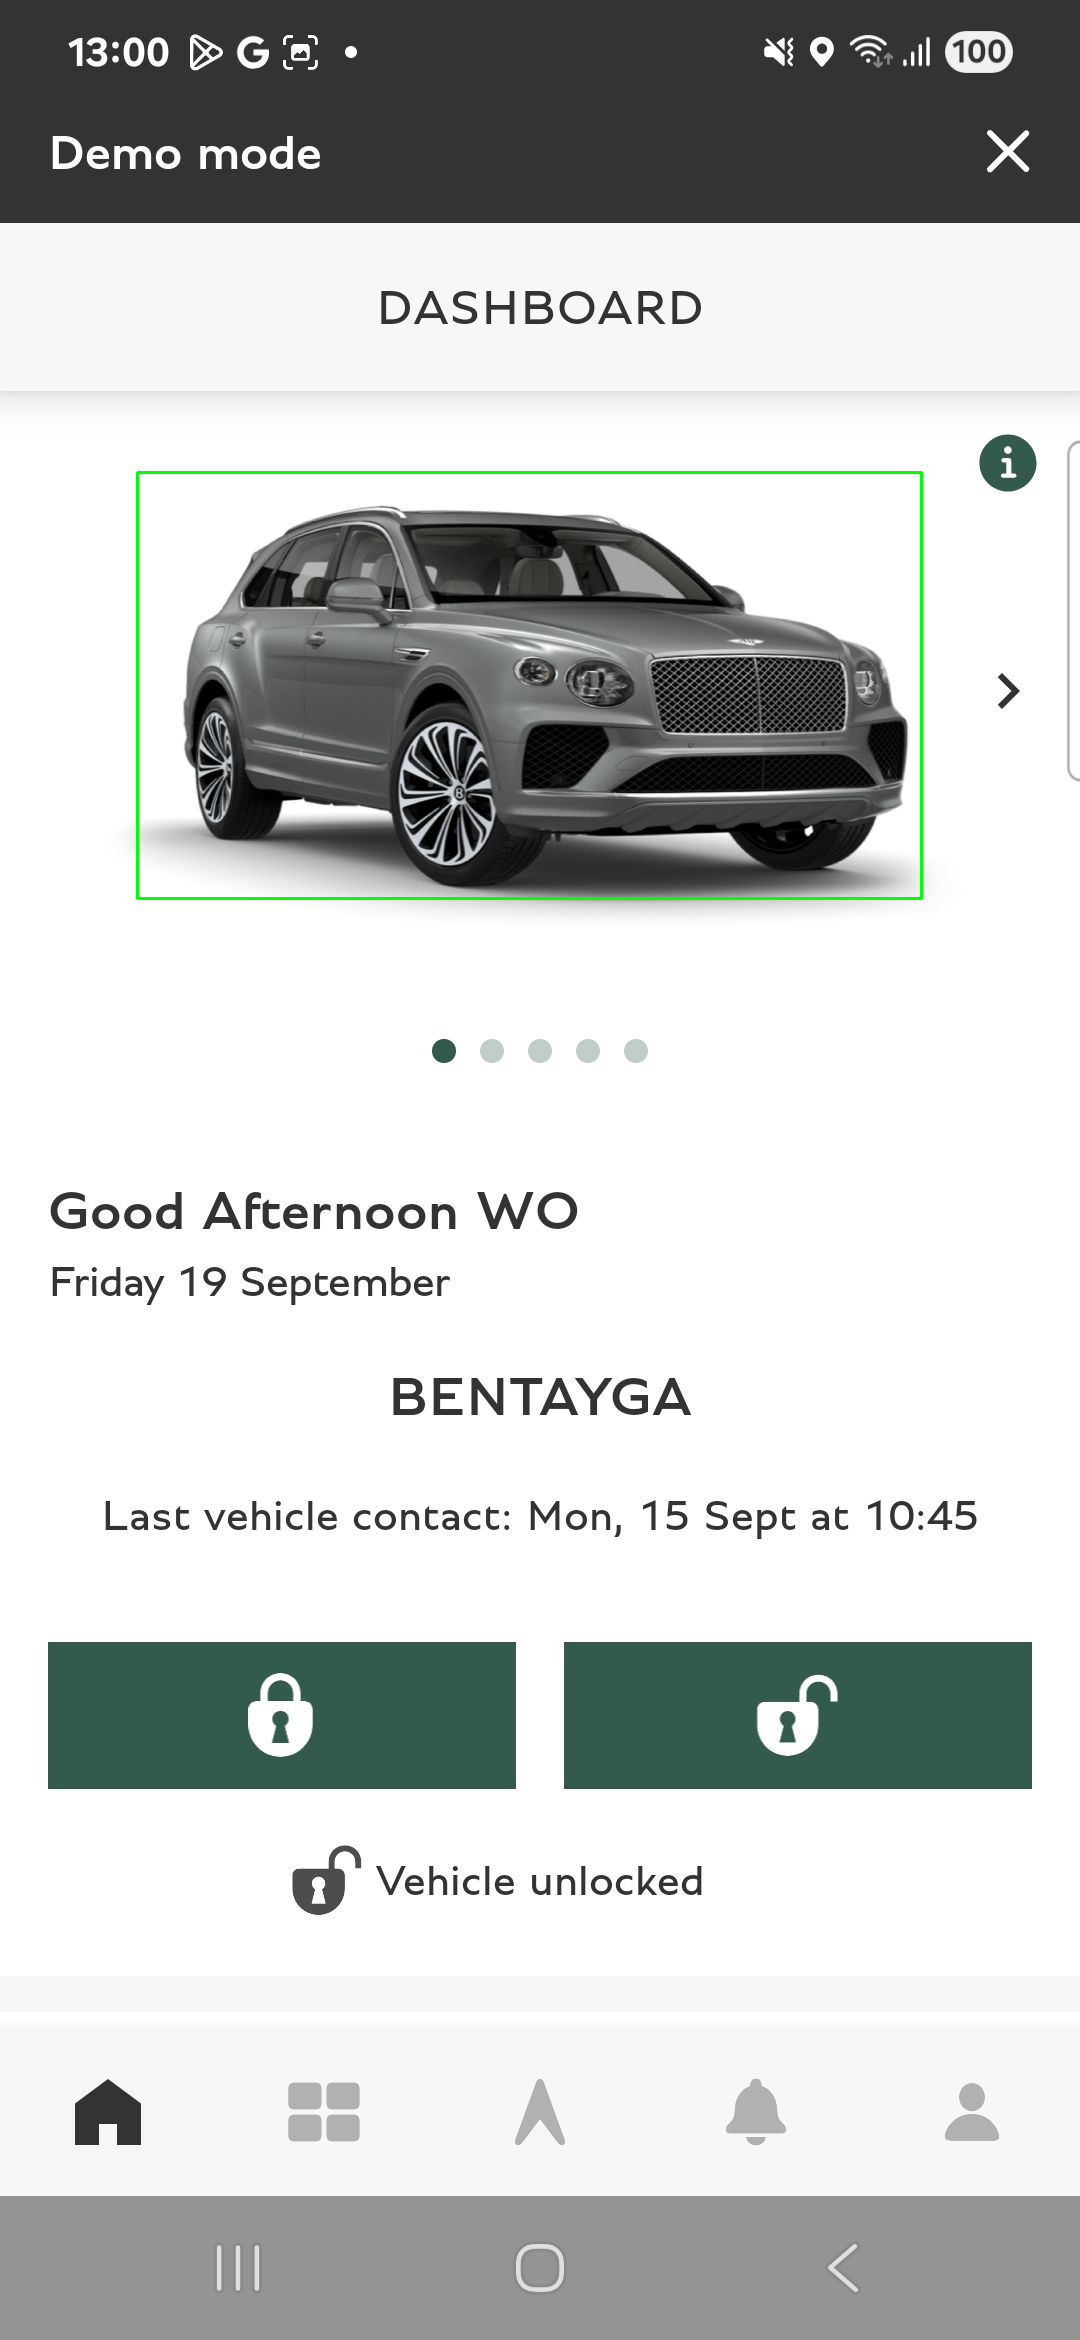 13:00
100
Demo mode
DASHBOARD
Good Afternoon WO
Friday 19 September
BENTAYGA
Last vehicle contact: Mon, 15 Sept at 10:45
Vehicle unlocked